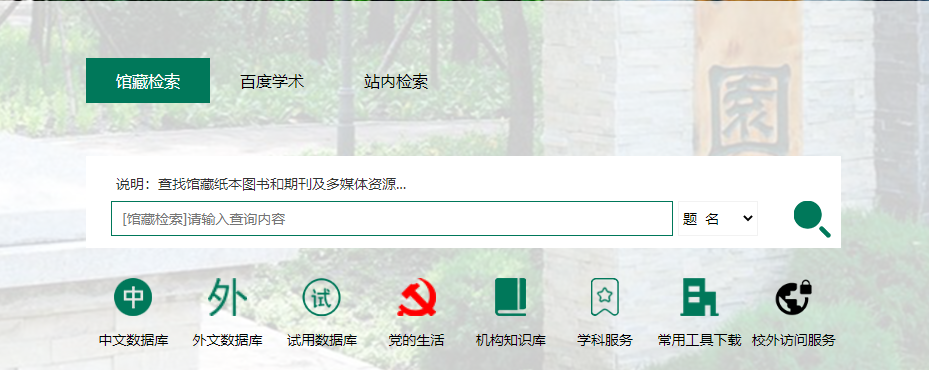 馆藏检索 百度学术 站内检索
園
说明：查找馆藏纸本图书和期刊及多媒体资源...
[馆藏检索]请输入查询内容 题 名
中 外 试
中文数据库 外文数据库 试用数据库 党的生活 机构知识库 学科服务 常用工具下载 校外访问服务